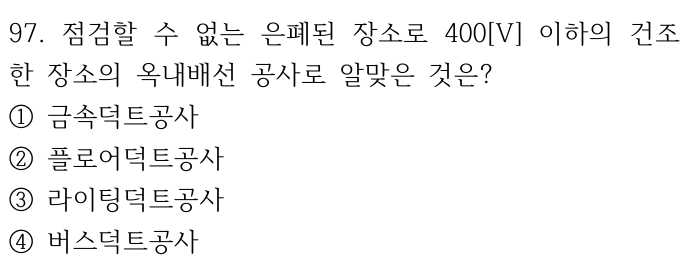 97. 점검할 수 없는 은폐된 장소로 400[V] 이하의 건조
한 장소의 옥내배선 공사로 알맞은 것은?
① 금속덕트공사
② 플로어덕트공사
③ 라이팅덕트공사
④ 버스덕트공사